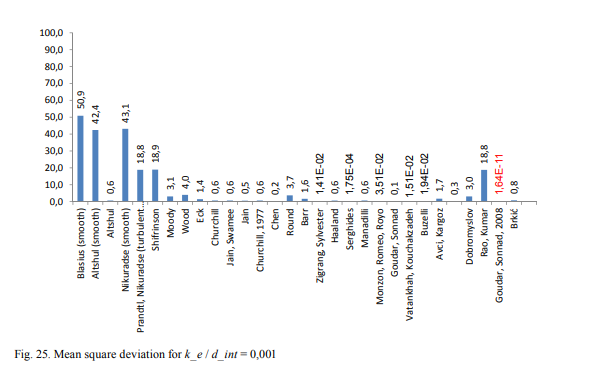 100,0
90,0
80,0
70,0
60,0
50,0
40,0
30,0
20,0
10,0
0,0
50,9
42,4
0,6
43,1
18,8
18,9
3,1
4,0
1,4
0,6
0,6
0,5
0,6
0,2
3,7
1,6
1,41E-02
0,6
1,75E-04
0,6
3,51E-02
0,1
1,51E-02
1,94E-02
1,7
0,3
3,0
18,8
1,64E-11
0,8
Blasius (smooth)
Altshul (smooth)
Altshul
Nikuradse (smooth)
Prandtl, Nikuradse (turbulent...
Shifrinson
Moody
Wood
Eck
Churchill
Jain, Swamee
Jain
Churchill, 1977
Chen
Round
Barr
Zigrang, Sylvester
Haaland
Serghides
Manadilli
Monzon, Romeo, Royo
Goudar, Sonnad
Vatankhah, Kouchakzadeh
Buzelli
Avci, Kargoz
Dobromyslov
Rao, Kumar
Goudar, Sonnad, 2008
Brkić
Fig. 25. Mean square deviation for k_e / d_int = 0,001